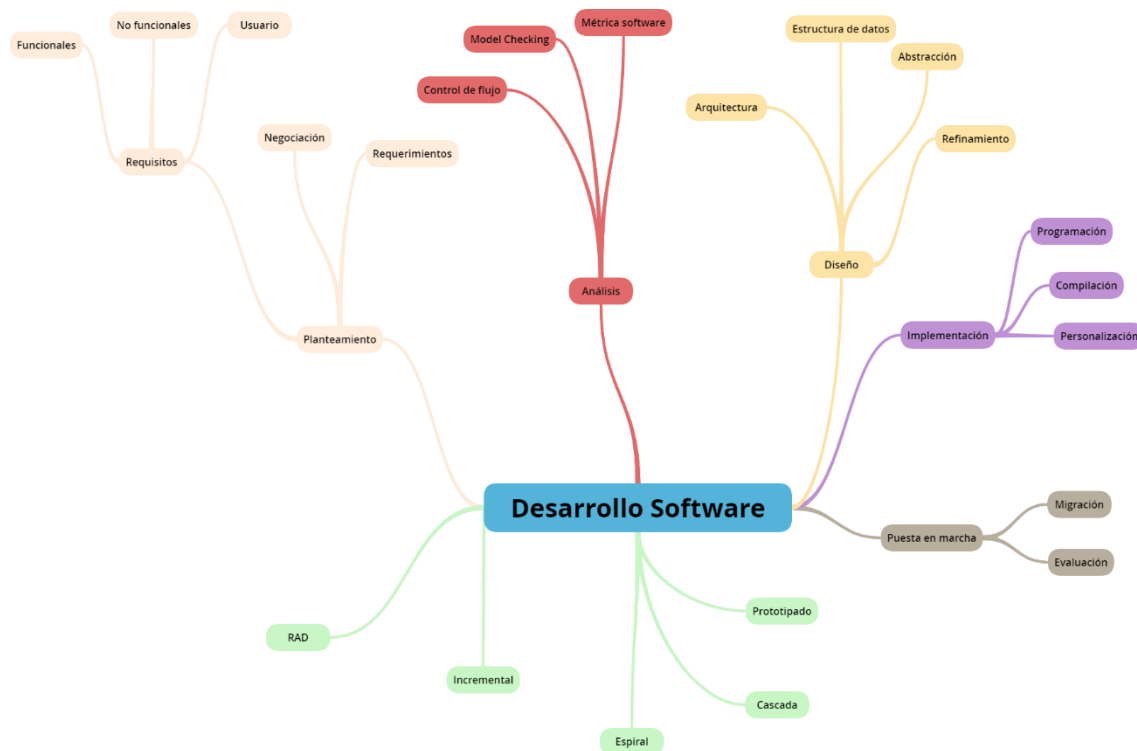 Métrica software
No funcionales
Usuario
Estructura de datos
Model Checking
Funcionales
Abstracción
Control de flujo
Arquitectura
Negociación
Refinamiento
Requerimientos
Requisitos
Programación
Diseño
Compilación
Análisis
Planteamiento
Implementación
Personalización
Desarrollo Software
Migración
Puesta en marcha
Evaluación
Prototipado
RAD
Incremental
Cascada
Espiral